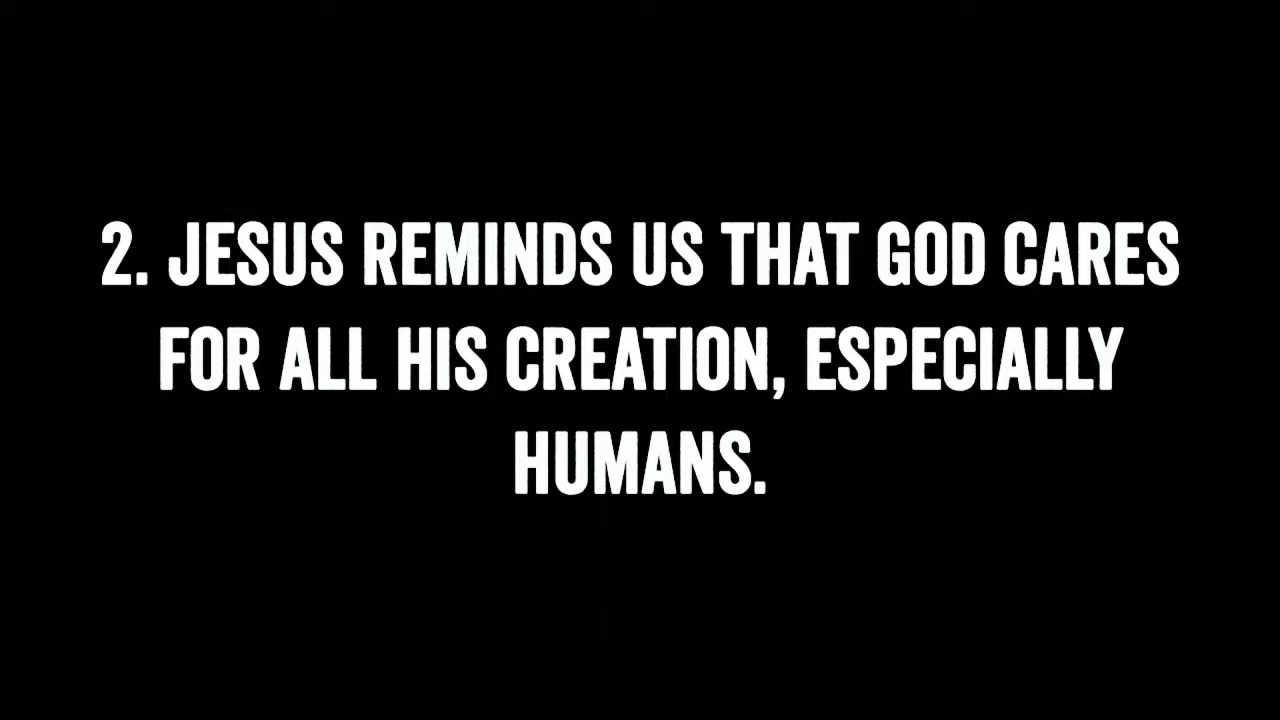 2. JESUS REMINDS US THAT GOD CARES
FOR ALL HIS CREATION, ESPECIALLY
HUMANS.